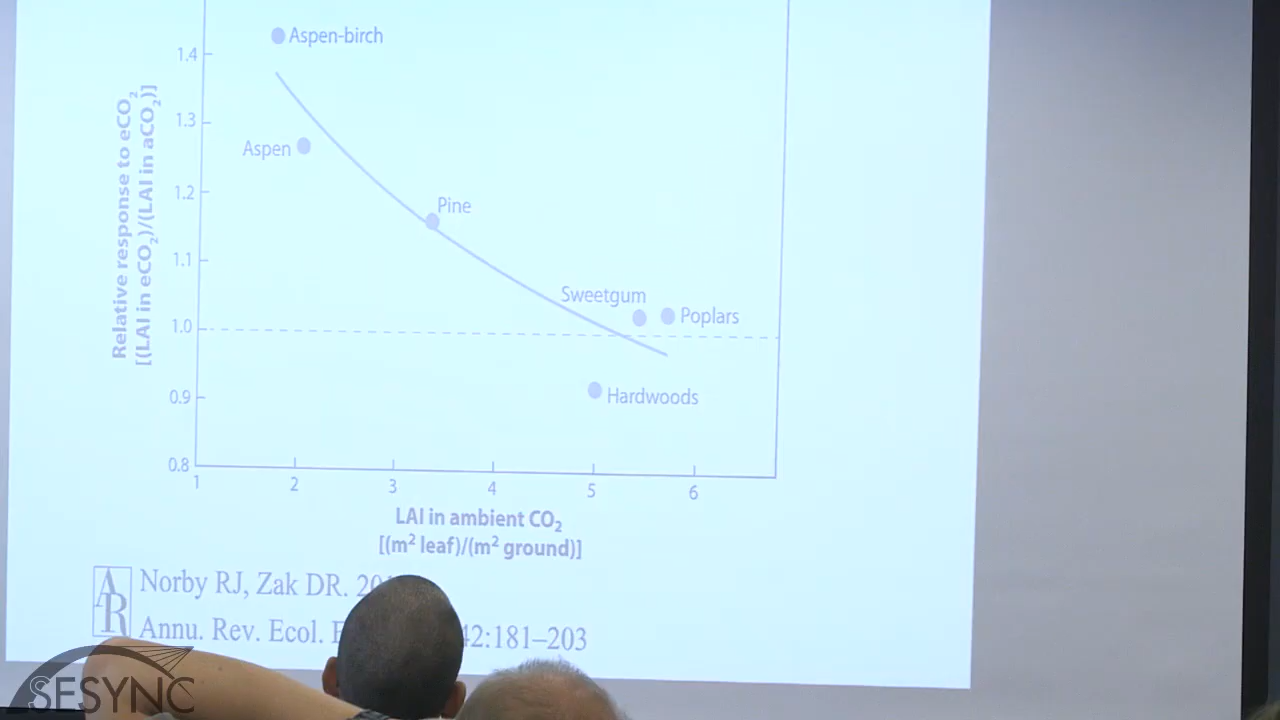 Aspen-birch
1.4
1.3
Aspen
1.2
Pine
1.1
Sweetgum
Poplars
1.0
0.9
Hardwoods
0.8
1 2 3 4 5 6
Relative response to eCO2
[(LAI in eCO2)/(LAI in aCO2)]
LAI in ambient CO2
[(m2 leaf)/(m2 ground)]
AR
Norby RJ, Zak DR.
Annu. Rev. Ecol. 42:181–203
SESYNC